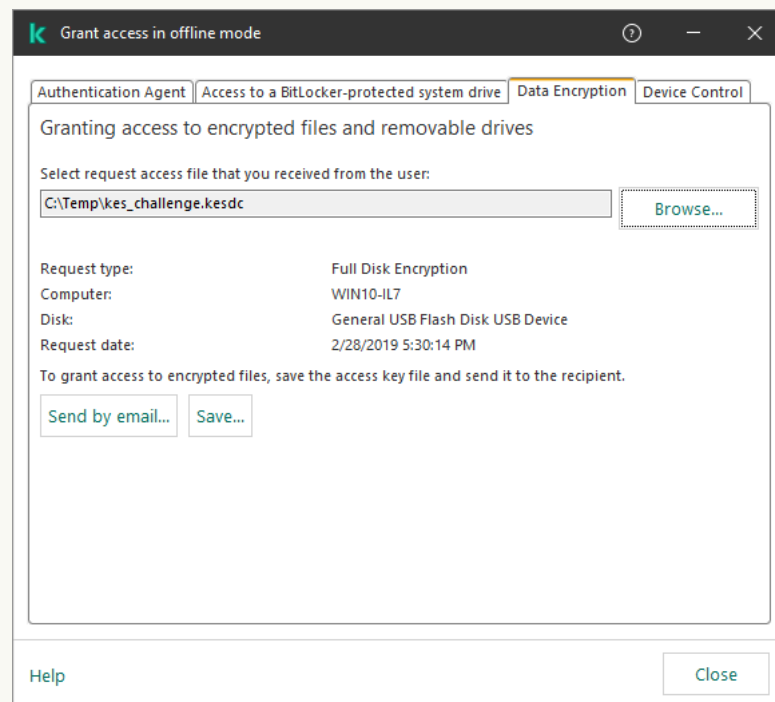 Grant access in offline mode
Authentication Agent Access to a BitLocker-protected system drive Data Encryption Device Control
Granting access to encrypted files and removable drives
Select request access file that you received from the user:
C:\Temp\kes_challenge.kesdc Browse...
Request type: Full Disk Encryption
Computer: WIN10-IL7
Disk: General USB Flash Disk USB Device
Request date: 2/28/2019 5:30:14 PM
To grant access to encrypted files, save the access key file and send it to the recipient.
Send by email... Save...
Help Close